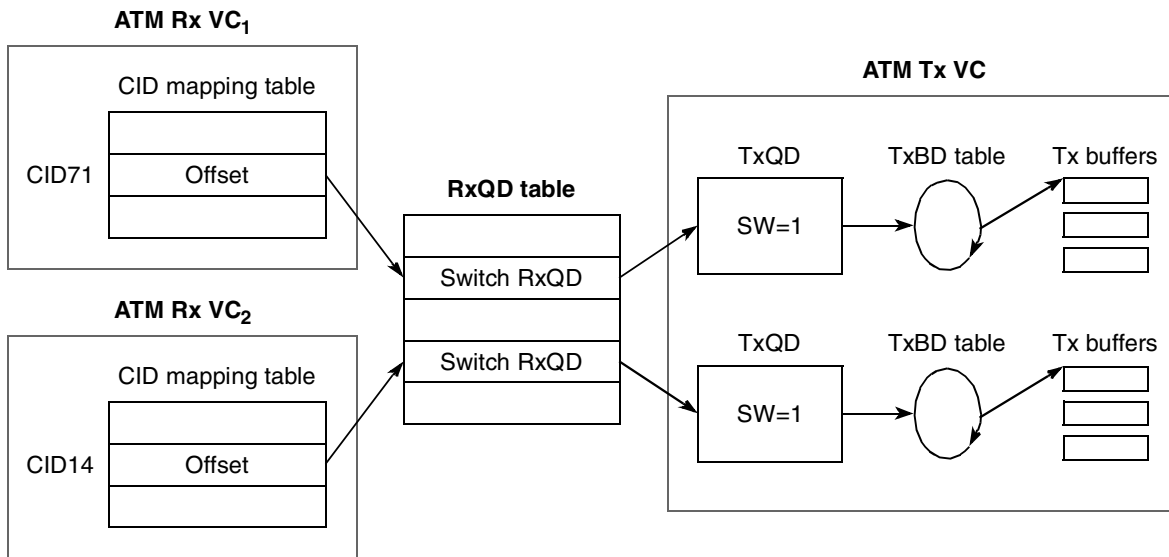 ATM Rx VC1
CID mapping table
CID71
Offset
ATM Rx VC2
CID mapping table
CID14
Offset
RxQD table
Switch RxQD
Switch RxQD
ATM Tx VC
TxQD
TxBD table
Tx buffers
SW=1
TxQD
TxBD table
Tx buffers
SW=1